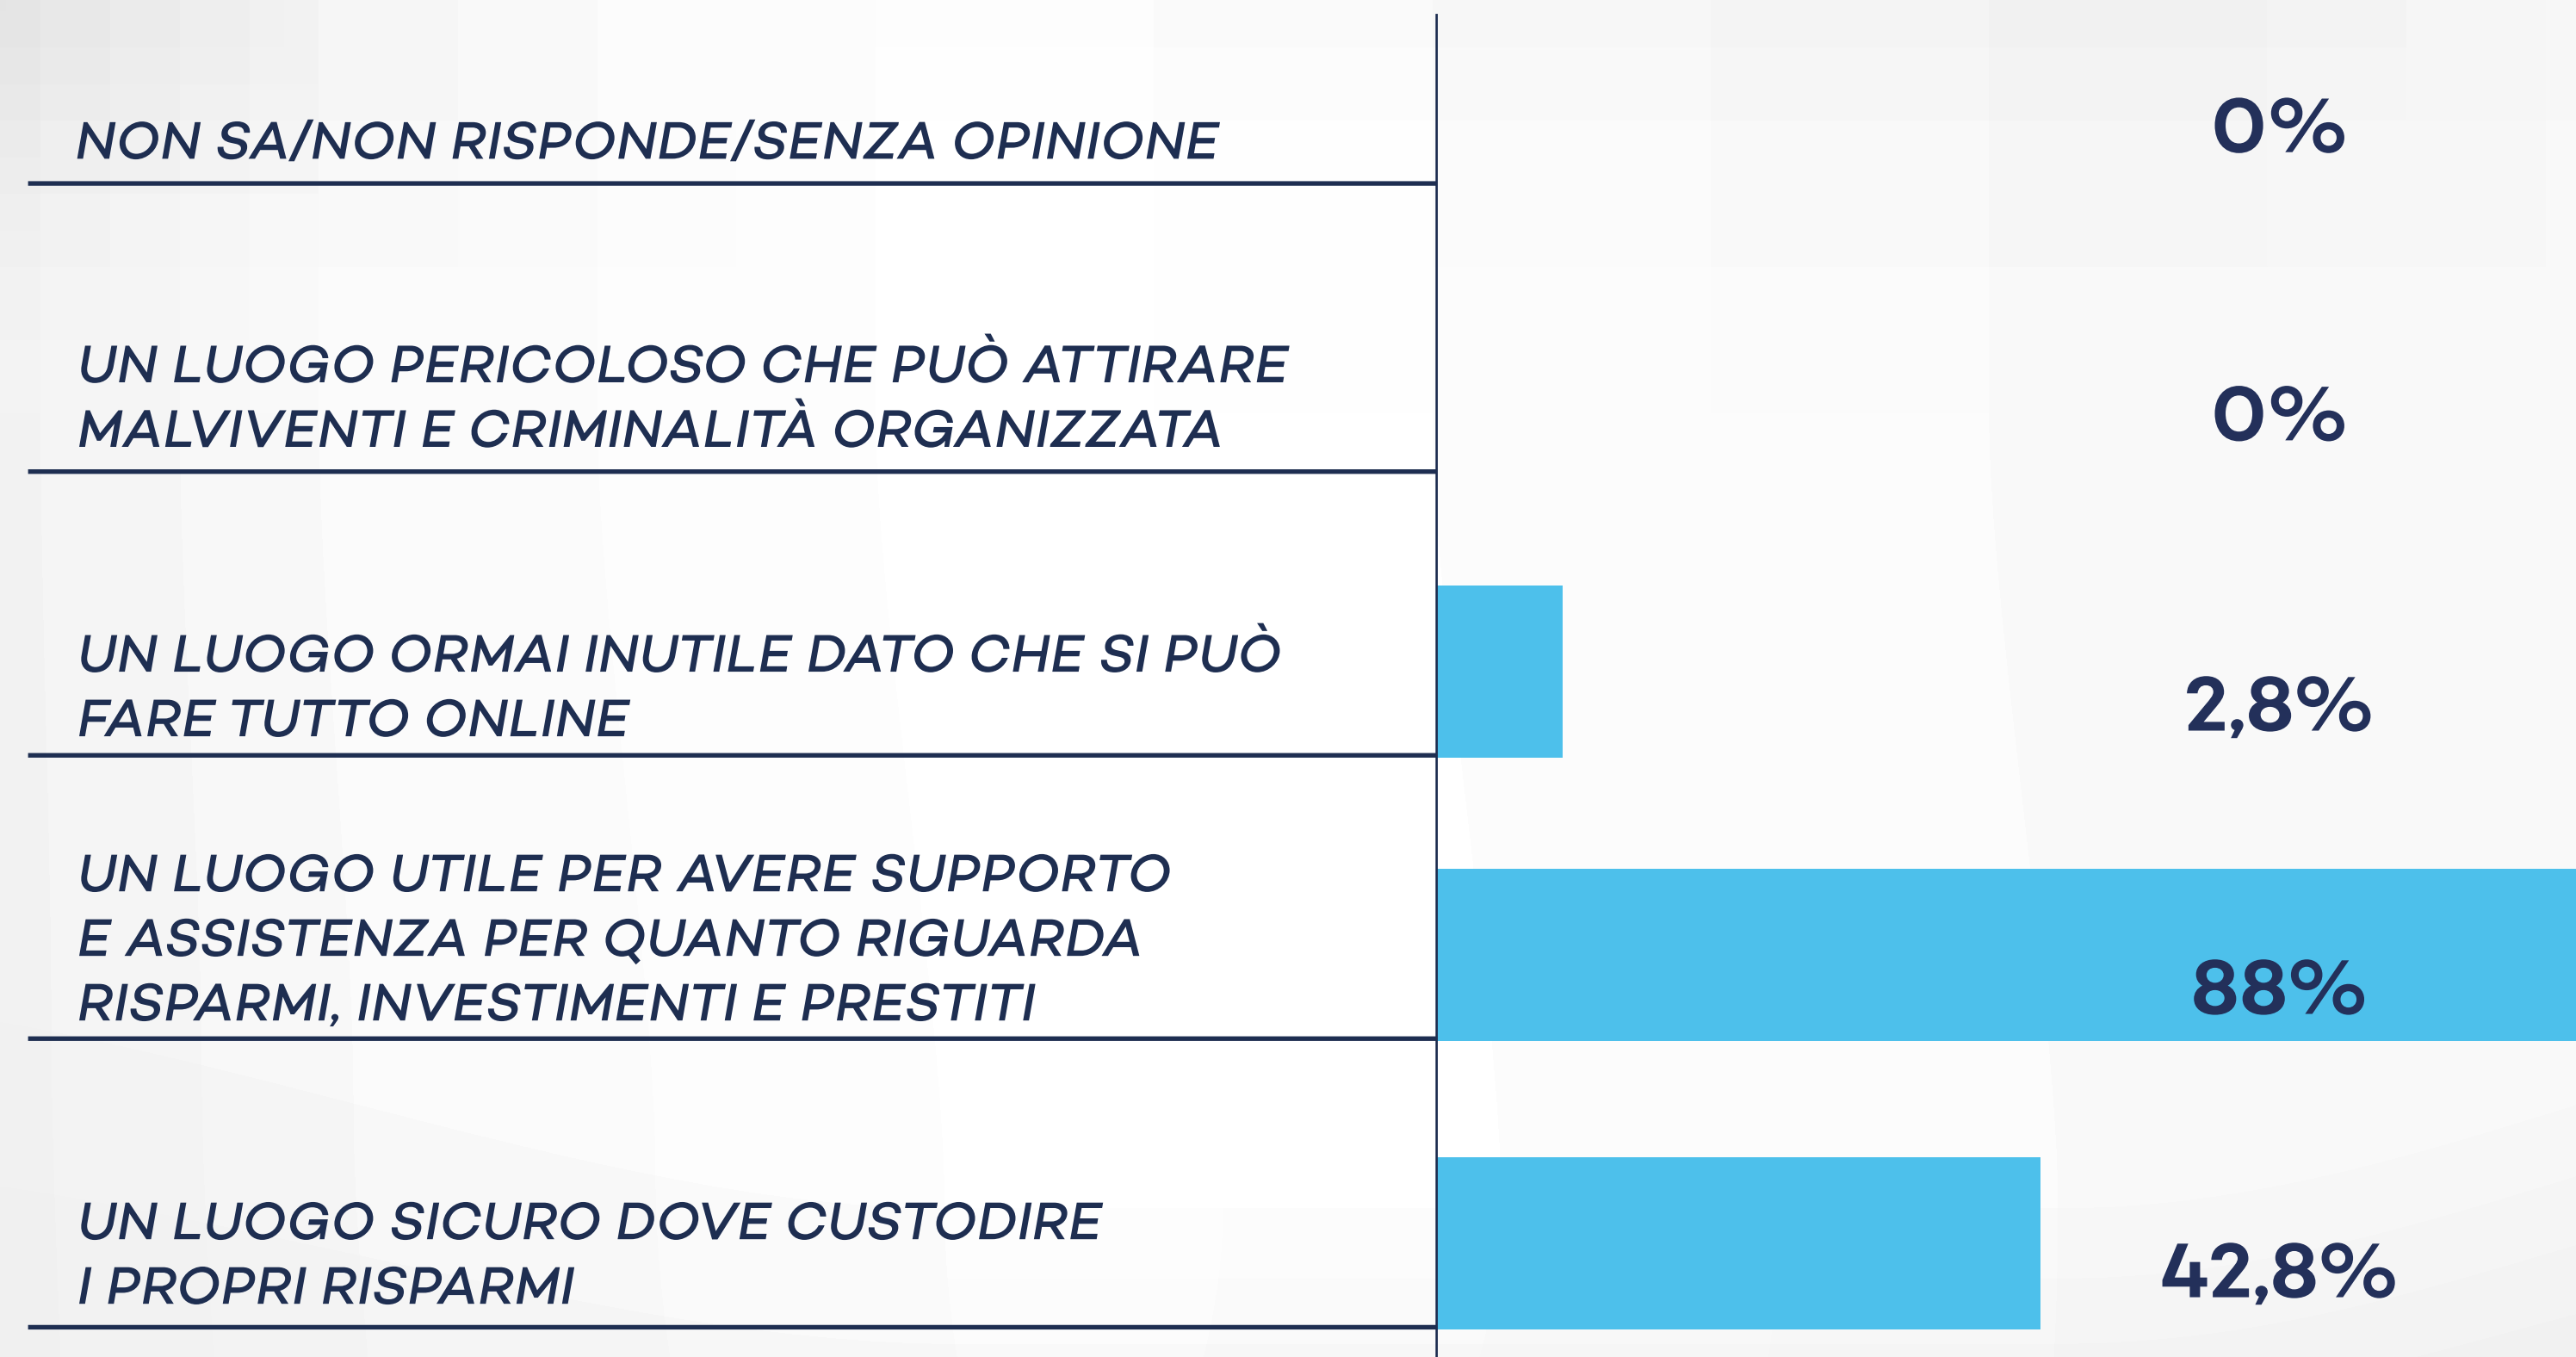 NON SA/NON RISPONDE/SENZA OPINIONE
0%
UN LUOGO PERICOLOSO CHE PUÒ ATTIRARE
MALVIVENTI E CRIMINALITÀ ORGANIZZATA
0%
UN LUOGO ORMAI INUTILE DATO CHE SI PUÒ
FARE TUTTO ONLINE
2,8%
UN LUOGO UTILE PER AVERE SUPPORTO
E ASSISTENZA PER QUANTO RIGUARDA
RISPARMI, INVESTIMENTI E PRESTITI
88%
UN LUOGO SICURO DOVE CUSTODIRE
I PROPRI RISPARMI
42,8%